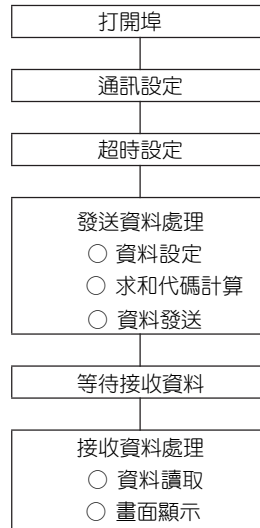 打開埠
通訊設定
超時設定
發送資料處理
○ 資料設定
○ 求和代碼計算
○ 資料發送
等待接收資料
接收資料處理
○ 資料讀取
○ 畫面顯示